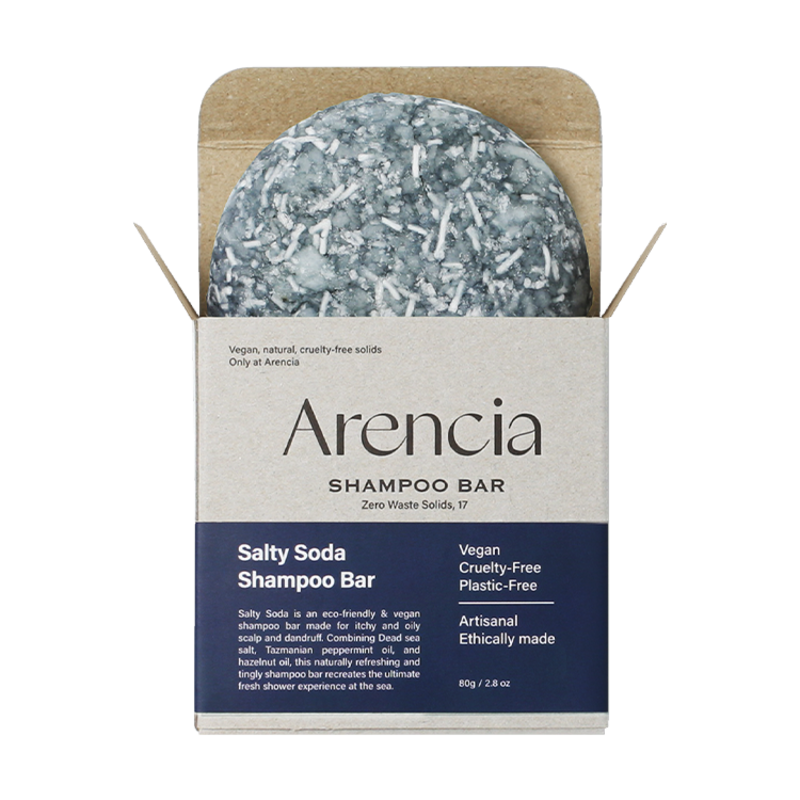 Vegan, natural, cruelty-free solids
Only at Arencia
Arencia
SHAMPOO BAR
Zero Waste Solids, 17
Salty Soda
Shampoo Bar
Salty Soda is an eco-friendly & vegan
shampoo bar made for itchy and oily
scalp and dandruff. Combining Dead sea
salt, Tazmanian peppermint oil, and
hazelnut oil, this naturally refreshing and
tingly shampoo bar recreates the ultimate
fresh shower experience at the sea.
Vegan
Cruelty-Free
Plastic-Free
Artisanal
Ethically made
80g / 2.8 oz